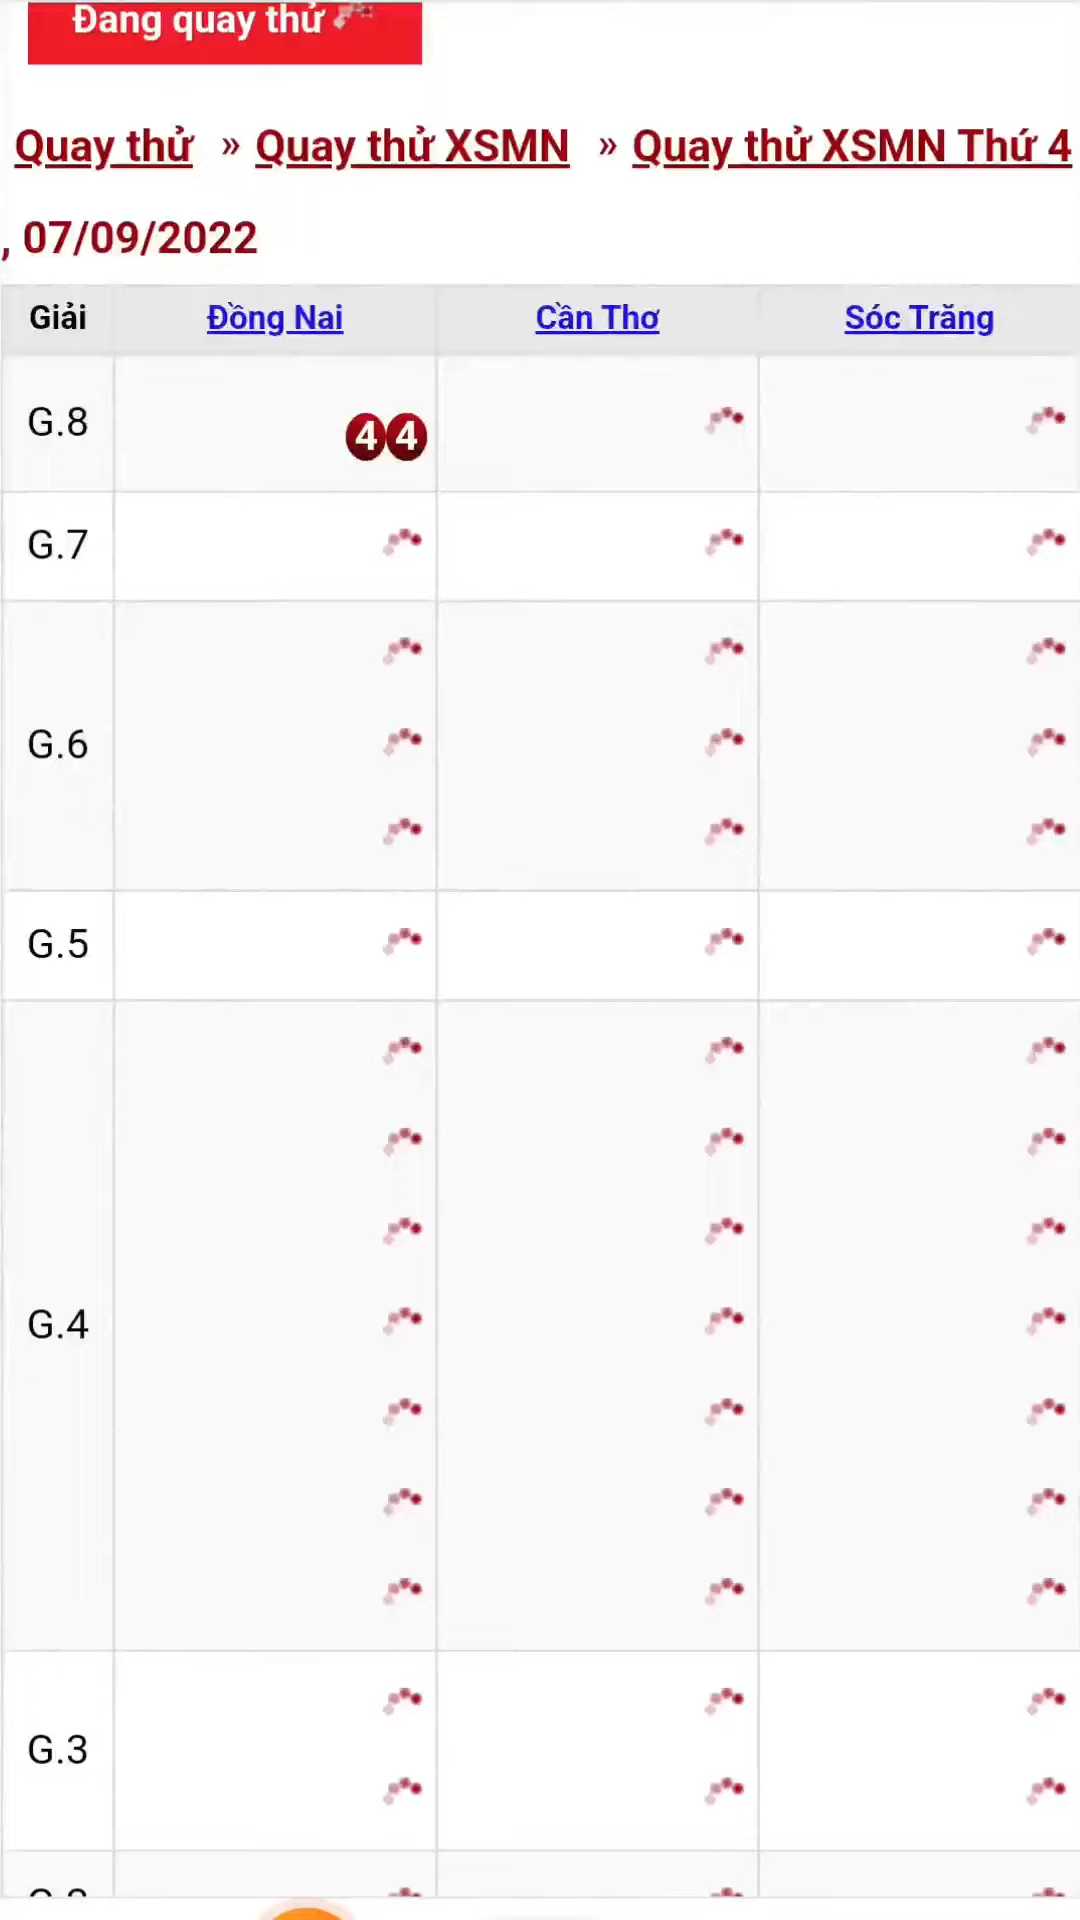 Đang quay thử
Quay thử » Quay thử XSMN » Quay thử XSMN Thứ 4
, 07/09/2022
Giải Đồng Nai Cần Thơ Sóc Trăng
G.8 44
G.7
G.6
G.5
G.4
G.3